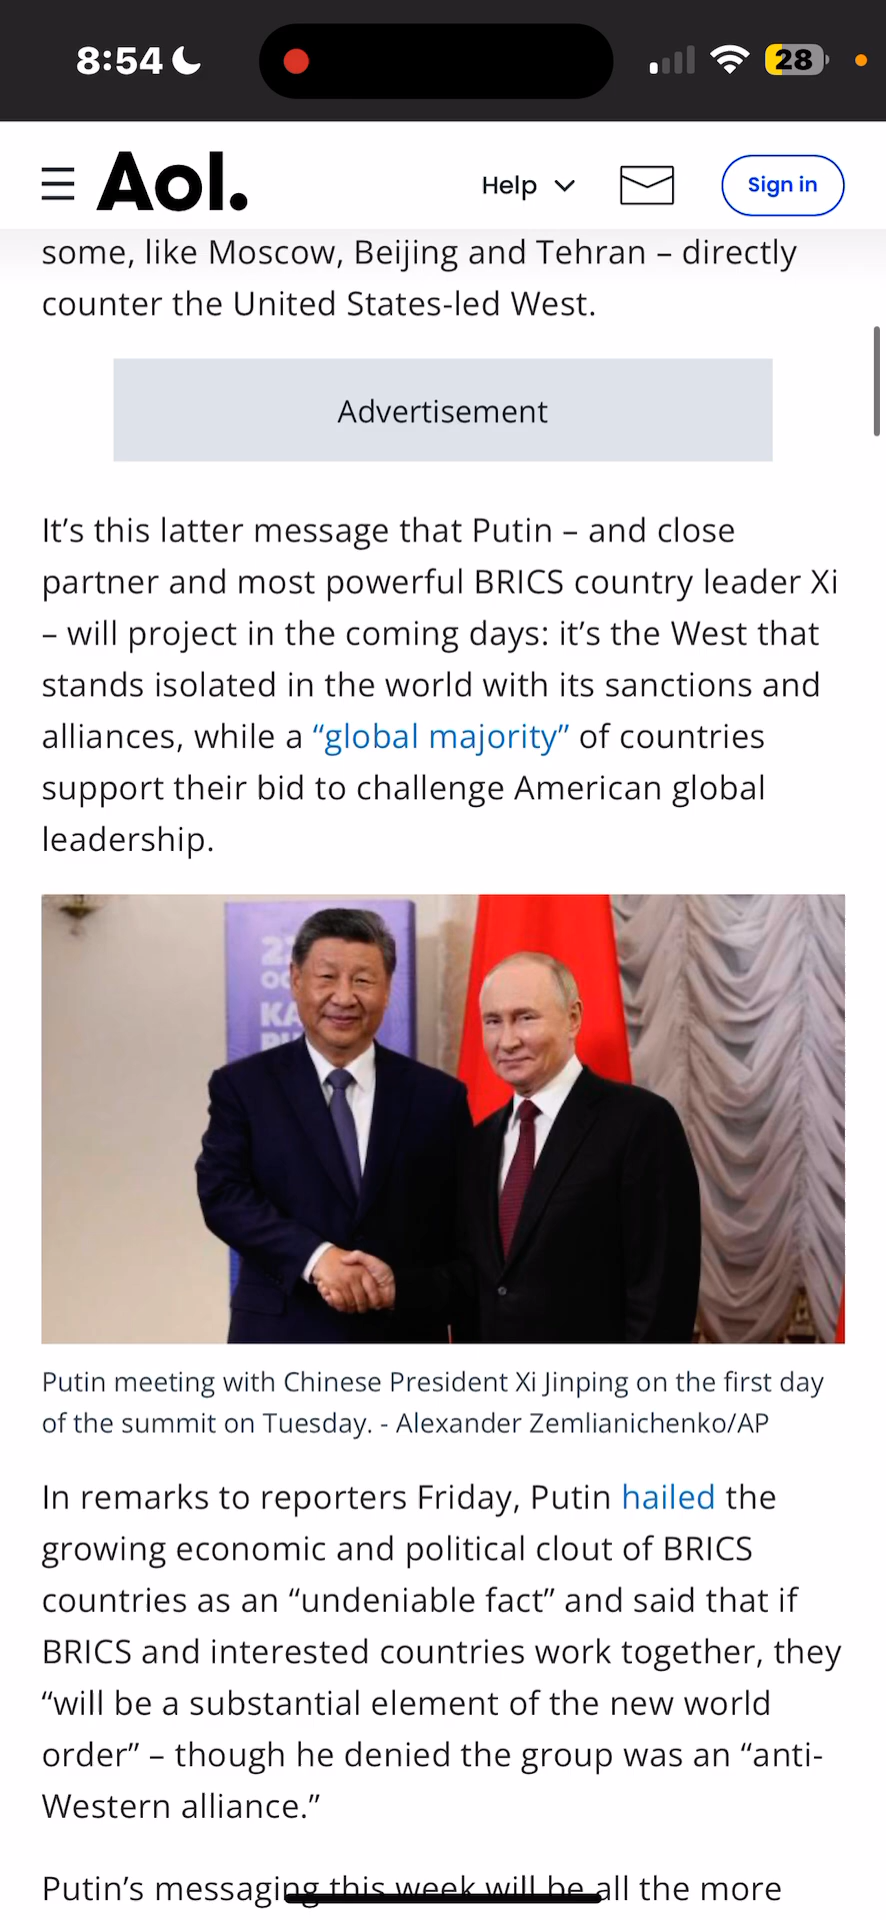 8:54
28
Aol.
Help
Sign in
some, like Moscow, Beijing and Tehran – directly
counter the United States-led West.
Advertisement
It’s this latter message that Putin – and close
partner and most powerful BRICS country leader Xi
– will project in the coming days: it’s the West that
stands isolated in the world with its sanctions and
alliances, while a “global majority” of countries
support their bid to challenge American global
leadership.
Putin meeting with Chinese President Xi Jinping on the first day
of the summit on Tuesday. - Alexander Zemlianichenko/AP
In remarks to reporters Friday, Putin hailed the
growing economic and political clout of BRICS
countries as an “undeniable fact” and said that if
BRICS and interested countries work together, they
“will be a substantial element of the new world
order” – though he denied the group was an “anti-
Western alliance.”
Putin’s messaging this week will be all the more